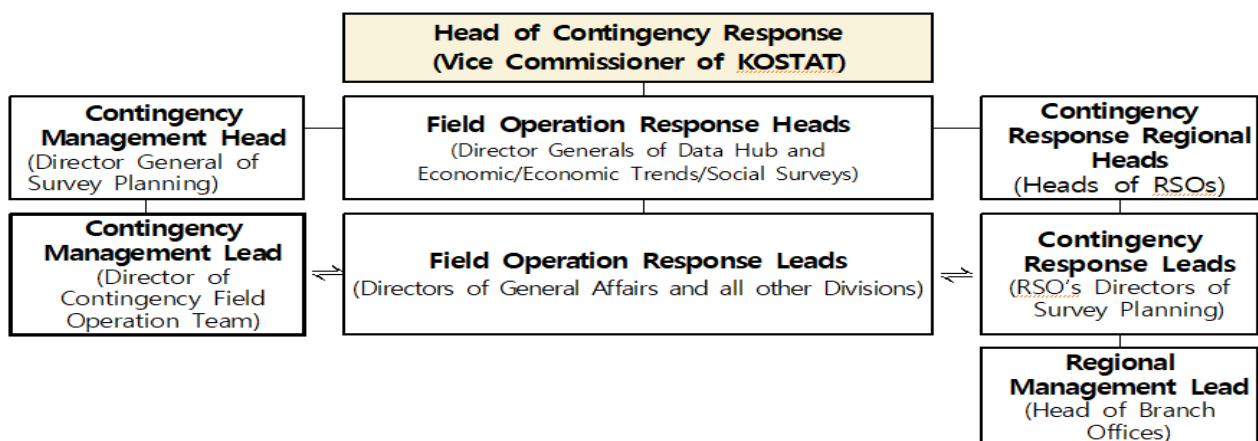 Head of Contingency Response
(Vice Commissioner of KOSTAT)
Contingency
Management Head
(Director General of
Survey Planning)
Field Operation Response Heads
(Director Generals of Data Hub and
Economic/Economic Trends/Social Surveys)
Contingency
Response Regional
Heads
(Heads of RSOs)
Contingency
Management Lead
(Director of
Contingency Field
Operation Team)
Field Operation Response Leads
(Directors of General Affairs and all other Divisions)
Contingency
Response Leads
(RSO's Directors of
Survey Planning)
Regional
Management Lead
(Head of Branch
Offices)